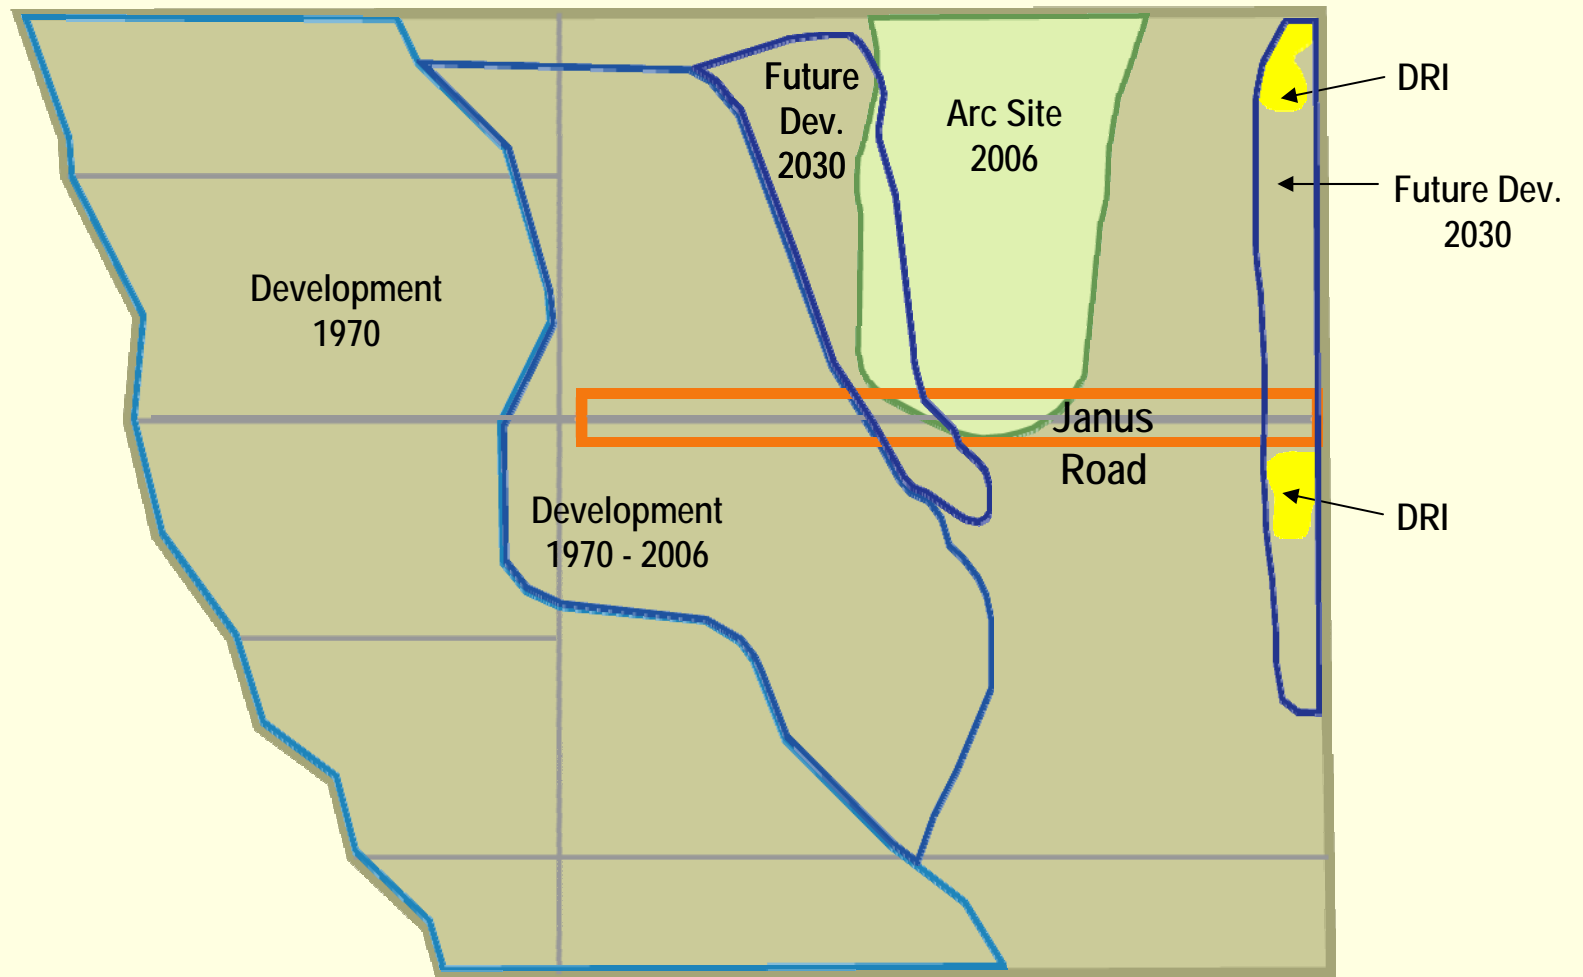 Future
Dev.
2030
Arc Site
2006
DRI
Future Dev.
2030
Development
1970
Janus
Road
Development
1970 - 2006
DRI